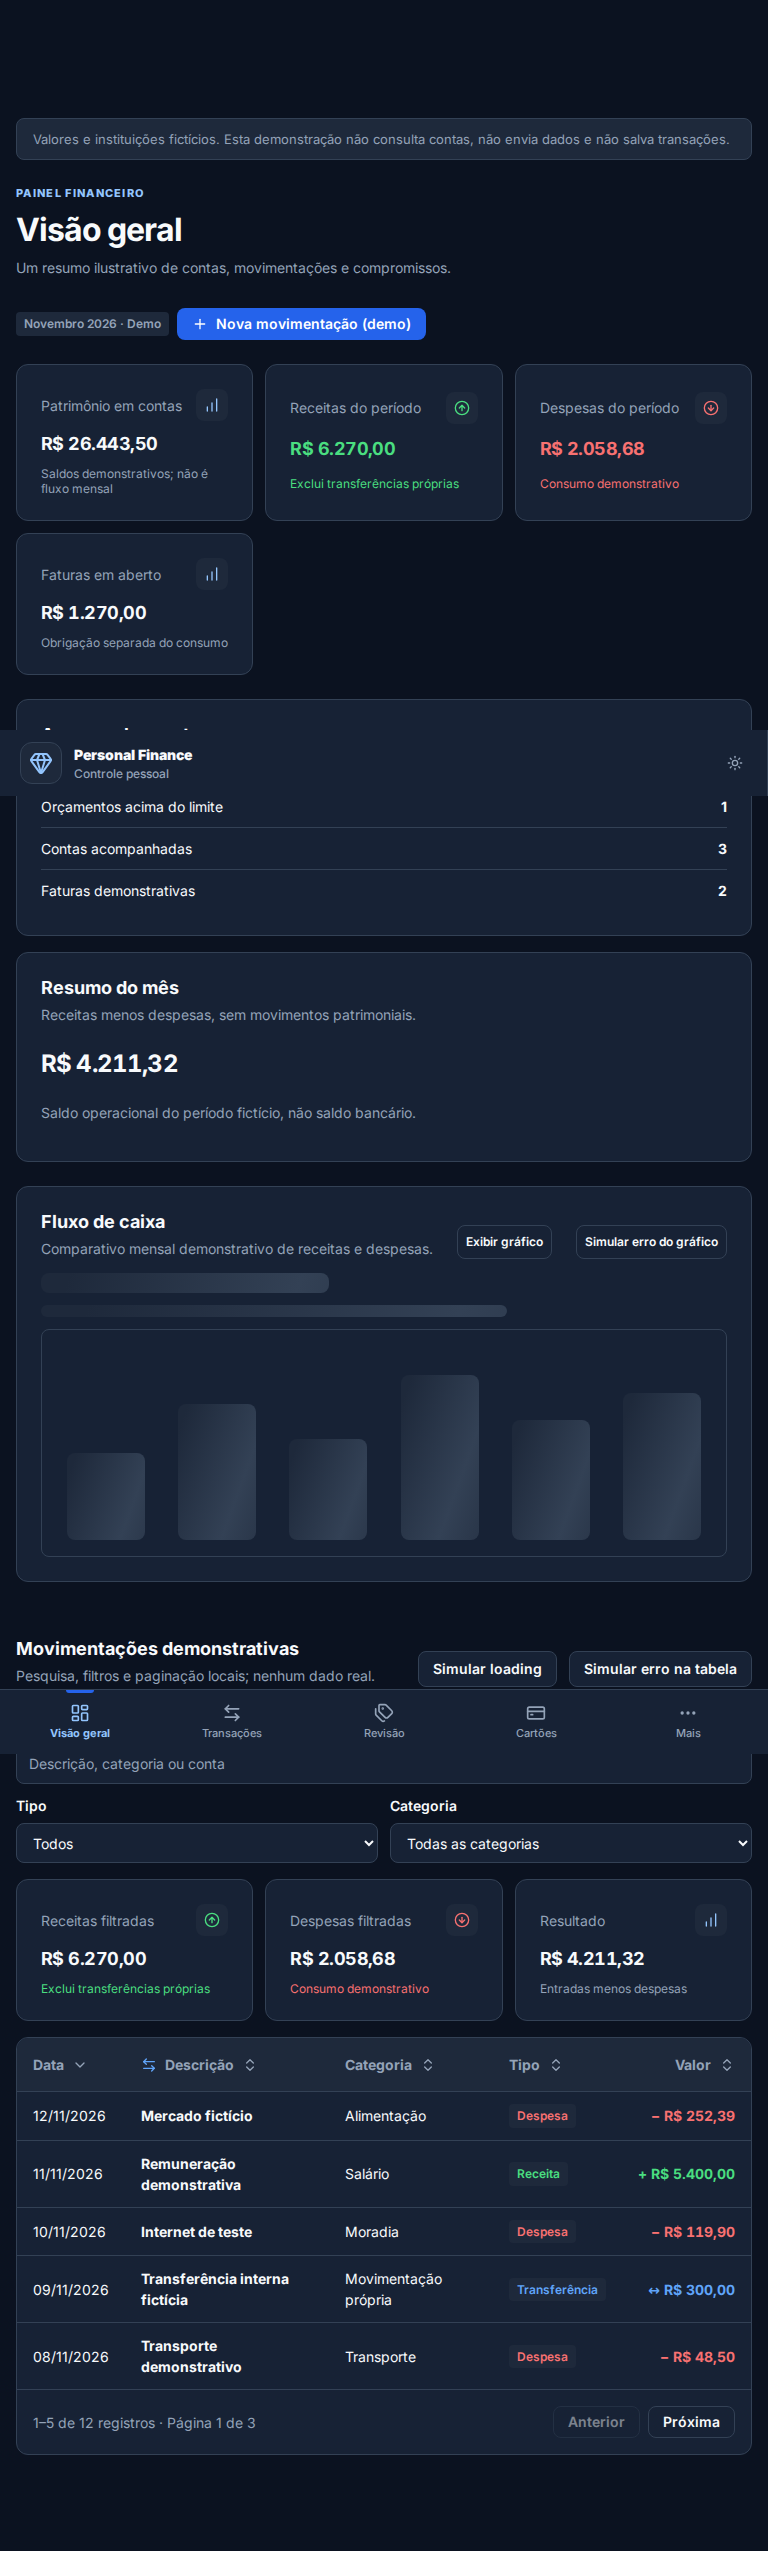 Valores e instituições fictícios. Esta demonstração não consulta contas, não envia dados e não salva transações.
PAINEL FINANCEIRO
Visão geral
Um resumo ilustrativo de contas, movimentações e compromissos.
Novembro 2026 · Demo
Nova movimentação (demo)
Patrimônio em contas
R$ 26.443,50
Saldos demonstrativos; não é
fluxo mensal
Receitas do período
R$ 6.270,00
Exclui transferências próprias
Despesas do período
R$ 2.058,68
Consumo demonstrativo
Faturas em aberto
R$ 1.270,00
Obrigação separada do consumo
Personal Finance
Controle pessoal
Orçamentos acima do limite 1
Contas acompanhadas 3
Faturas demonstrativas 2
Resumo do mês
Receitas menos despesas, sem movimentos patrimoniais.
R$ 4.211,32
Saldo operacional do período fictício, não saldo bancário.
Fluxo de caixa
Comparativo mensal demonstrativo de receitas e despesas.
Exibir gráfico
Simular erro do gráfico
Movimentações demonstrativas
Pesquisa, filtros e paginação locais; nenhum dado real.
Simular loading
Simular erro na tabela
Visão geral
Transações
Revisão
Cartões
Mais
Descrição, categoria ou conta
Tipo
Todos
Categoria
Todas as categorias
Receitas filtradas
R$ 6.270,00
Exclui transferências próprias
Despesas filtradas
R$ 2.058,68
Consumo demonstrativo
Resultado
R$ 4.211,32
Entradas menos despesas
Data Descrição Categoria Tipo Valor
12/11/2026 Mercado fictício Alimentação Despesa − R$ 252,39
11/11/2026 Remuneração demonstrativa Salário Receita + R$ 5.400,00
10/11/2026 Internet de teste Moradia Despesa − R$ 119,90
09/11/2026 Transferência interna fictícia Movimentação própria Transferência ↔ R$ 300,00
08/11/2026 Transporte demonstrativo Transporte Despesa − R$ 48,50
1–5 de 12 registros · Página 1 de 3
Anterior
Próxima